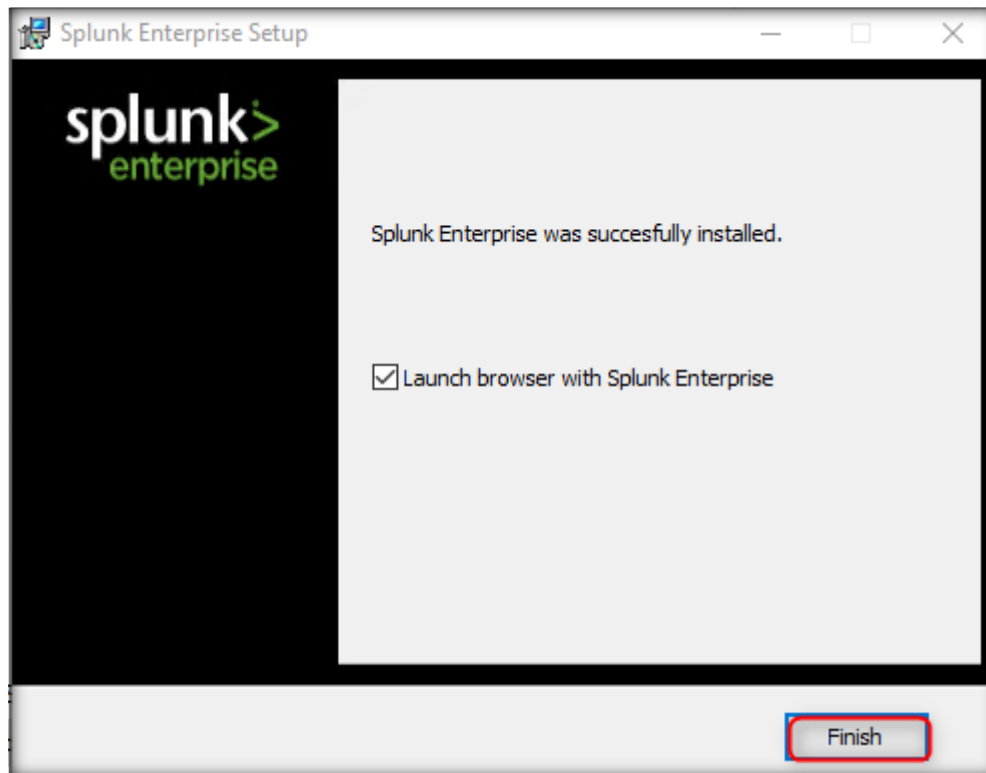 Splunk Enterprise Setup
splunk>
enterprise
Splunk Enterprise was succesfully installed.
Launch browser with Splunk Enterprise
Finish